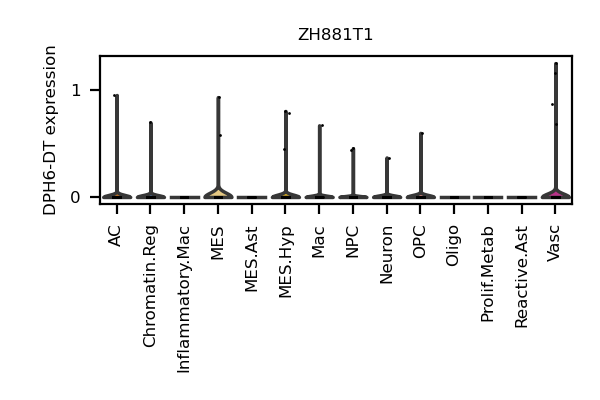 ZH881T1
DPH6-DT expression
1
0
AC
Chromatin.Reg
Inflammatory.Mac
MES
MES.Ast
MES.Hyp
Mac
NPC
Neuron
OPC
Oligo
Prolif.Metab
Reactive.Ast
Vasc